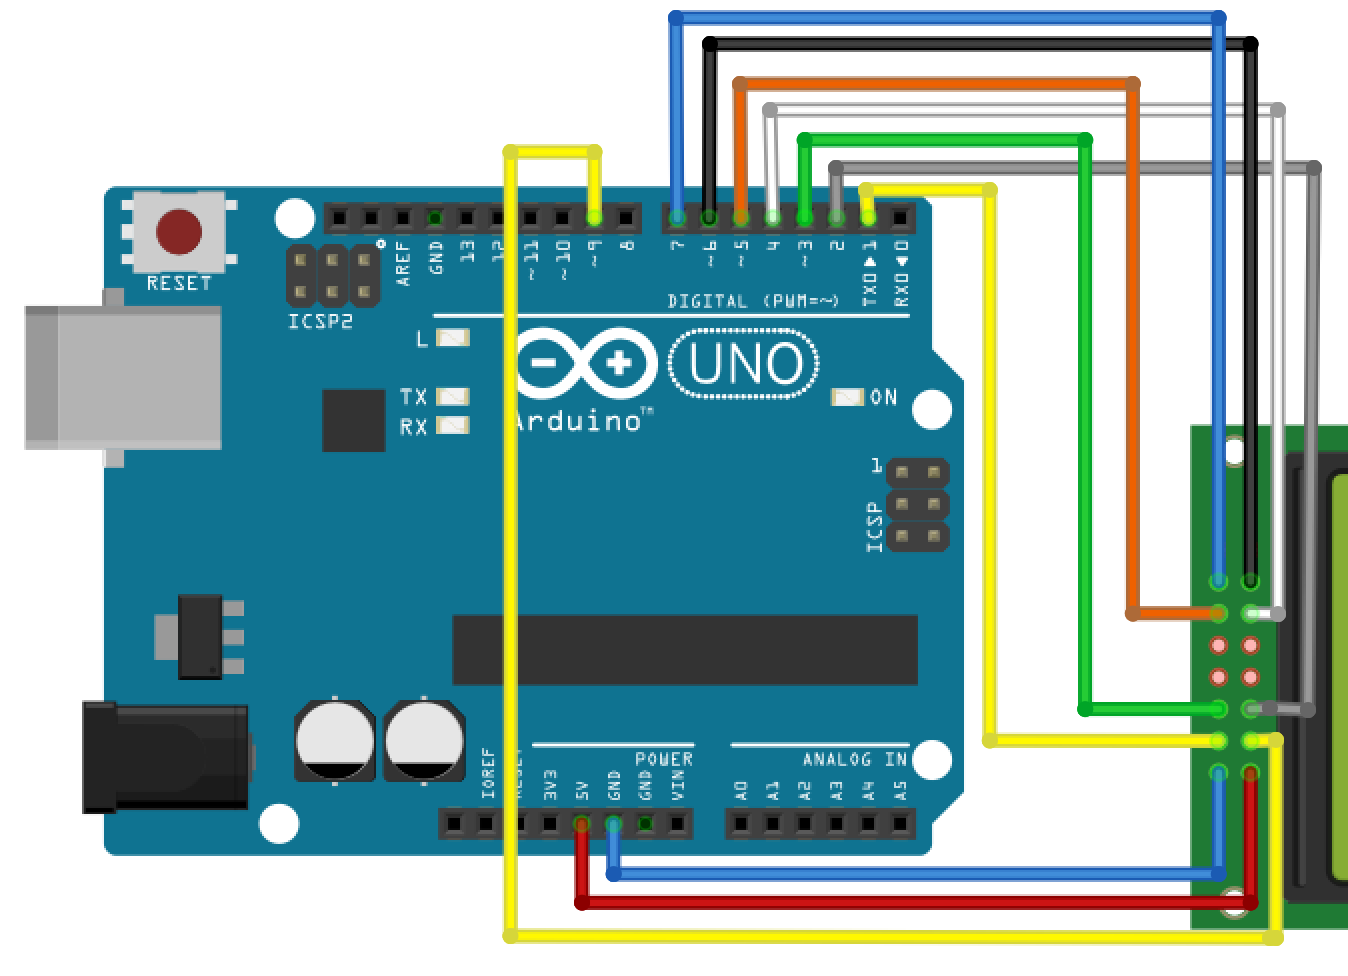 RESET
ICSP2
AREF
GND
13
12
~11
~10
~9
8
7
~6
~5
4
~3
2
TX0▶1
RX0◀0
DIGITAL (PWM=~)
L
TX
RX
UNO
Arduino™
ON
1
ICSP
POWER
ANALOG IN
IOREF
RESET
3V3
5V
GND
GND
VIN
A0
A1
A2
A3
A4
A5